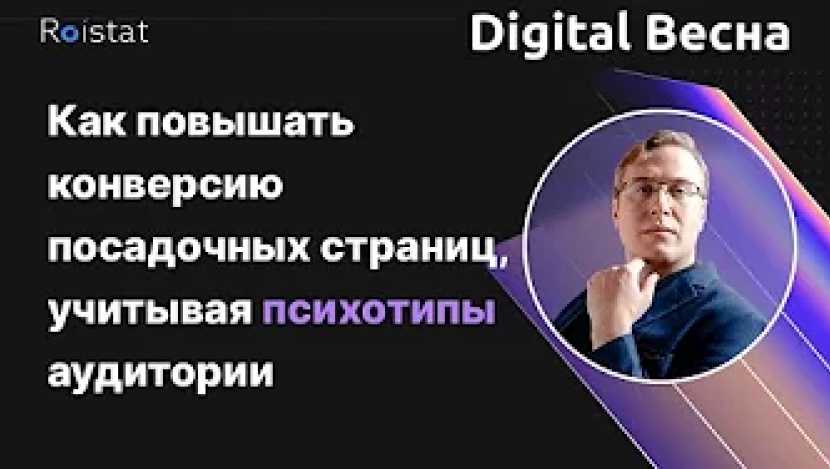 Roistat
Digital Весна
Как повышать
конверсию
посадочных страниц,
учитывая психотипы
аудитории